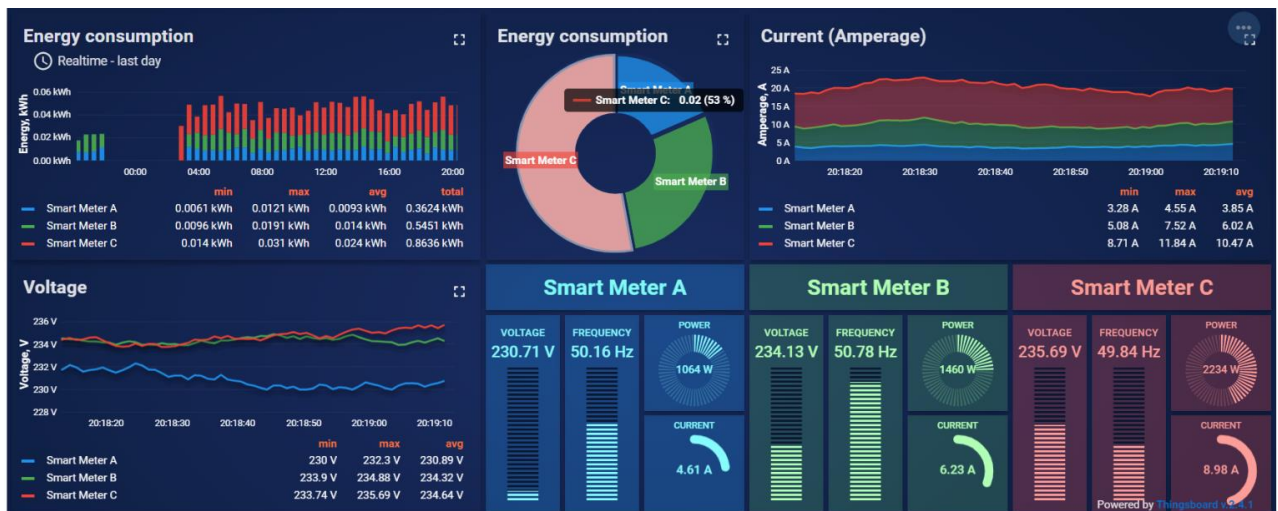 Energy consumption
Realtime - last day
Energy, kWh
0.06 kWh
0.04 kWh
0.02 kWh
0.00 kWh
00:00 04:00 08:00 12:00 16:00 20:00
min max avg total
Smart Meter A 0.0061 kWh 0.0121 kWh 0.0093 kWh 0.3624 kWh
Smart Meter B 0.0096 kWh 0.0191 kWh 0.014 kWh 0.5451 kWh
Smart Meter C 0.014 kWh 0.031 kWh 0.024 kWh 0.8636 kWh
Energy consumption
Smart Meter A
Smart Meter C: 0.02 (53 %)
Smart Meter C
Smart Meter B
Current (Amperage)
Amperage, A
25 A
20 A
15 A
10 A
5 A
0 A
20:18:20 20:18:30 20:18:40 20:18:50 20:19:00 20:19:10
min max avg
Smart Meter A 3.28 A 4.55 A 3.85 A
Smart Meter B 5.08 A 7.52 A 6.02 A
Smart Meter C 8.71 A 11.84 A 10.47 A
Voltage
Voltage, V
236 V
234 V
232 V
230 V
228 V
20:18:20 20:18:30 20:18:40 20:18:50 20:19:00 20:19:10
min max avg
Smart Meter A 230 V 232.3 V 230.89 V
Smart Meter B 233.9 V 234.88 V 234.32 V
Smart Meter C 233.74 V 235.69 V 234.64 V
Smart Meter A
VOLTAGE
230.71 V
FREQUENCY
50.16 Hz
POWER
1064 W
CURRENT
4.61 A
Smart Meter B
VOLTAGE
234.13 V
FREQUENCY
50.78 Hz
POWER
1460 W
CURRENT
6.23 A
Smart Meter C
VOLTAGE
235.69 V
FREQUENCY
49.84 Hz
POWER
2234 W
CURRENT
8.98 A
Powered by Thingsboard v.2.4.1